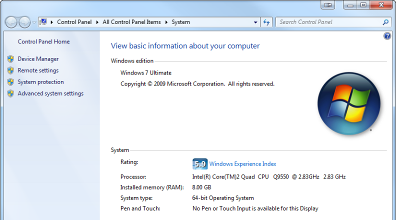 Control Panel ▸ All Control Panel Items ▸ System
Search Control Panel
Control Panel Home
Device Manager
Remote settings
System protection
Advanced system settings
View basic information about your computer
Windows edition
Windows 7 Ultimate
Copyright © 2009 Microsoft Corporation. All rights reserved.
System
Rating: 5,9 Windows Experience Index
Processor: Intel(R) Core(TM)2 Quad CPU Q9550 @ 2.83GHz 2.83 GHz
Installed memory (RAM): 8.00 GB
System type: 64-bit Operating System
Pen and Touch: No Pen or Touch Input is available for this Display